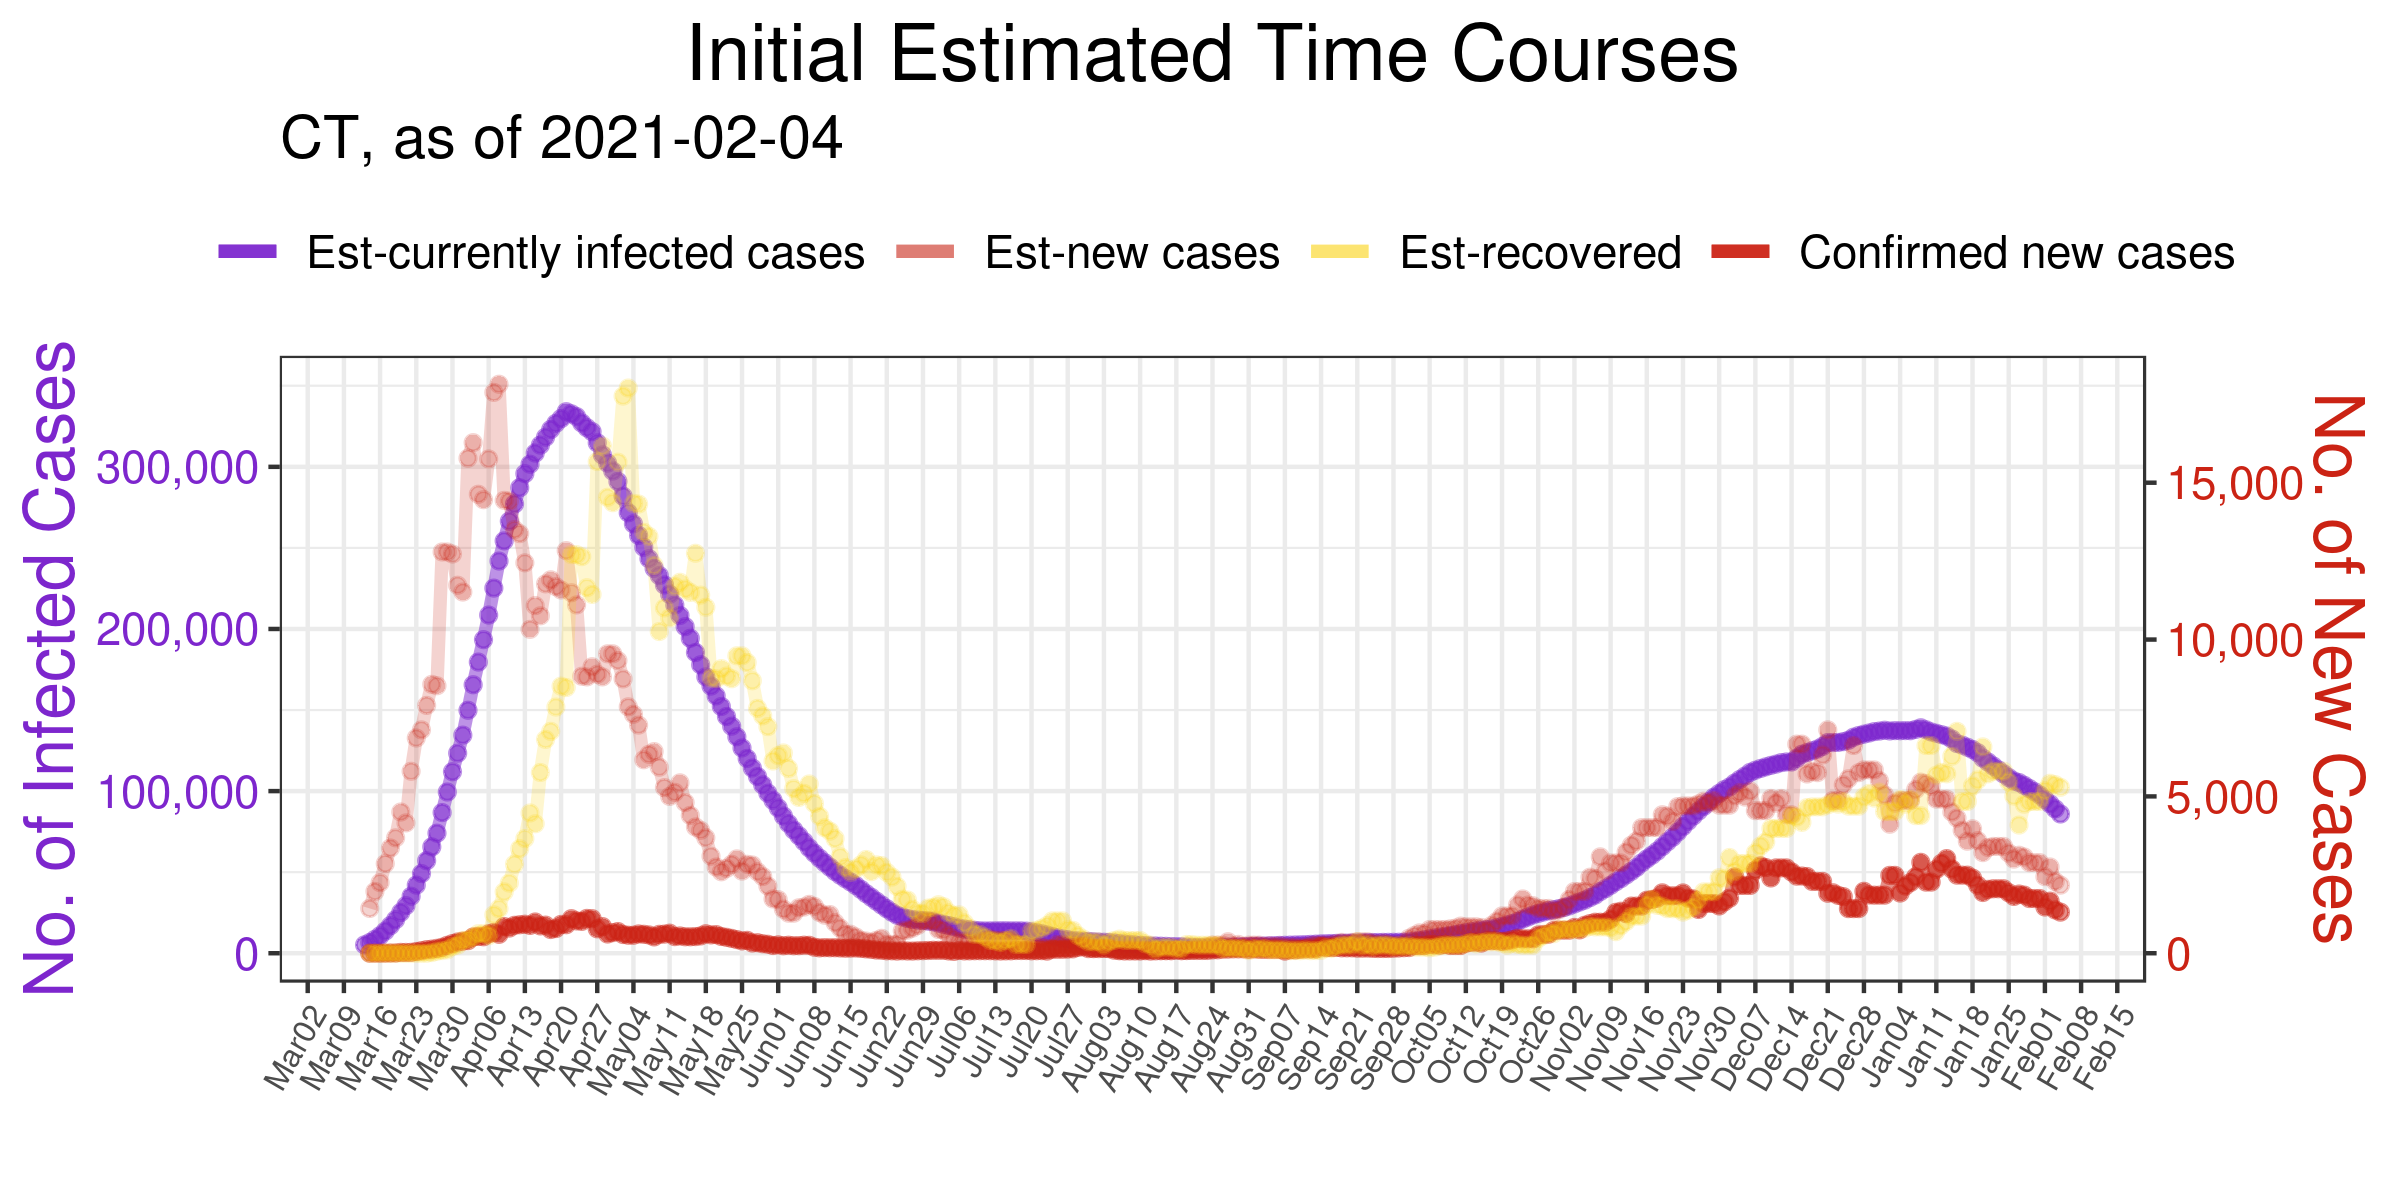 Initial Estimated Time Courses
CT, as of 2021-02-04
Est-currently infected cases
Est-new cases
Est-recovered
Confirmed new cases
No. of Infected Cases
300,000
200,000
100,000
0
15,000
10,000
5,000
0
No. of New Cases
Mar02
Mar09
Mar16
Mar23
Mar30
Apr06
Apr13
Apr20
Apr27
May04
May11
May18
May25
Jun01
Jun08
Jun15
Jun22
Jun29
Jul06
Jul13
Jul20
Jul27
Aug03
Aug10
Aug17
Aug24
Aug31
Sep07
Sep14
Sep21
Sep28
Oct05
Oct12
Oct19
Oct26
Nov02
Nov09
Nov16
Nov23
Nov30
Dec07
Dec14
Dec21
Dec28
Jan04
Jan11
Jan18
Jan25
Feb01
Feb08
Feb15